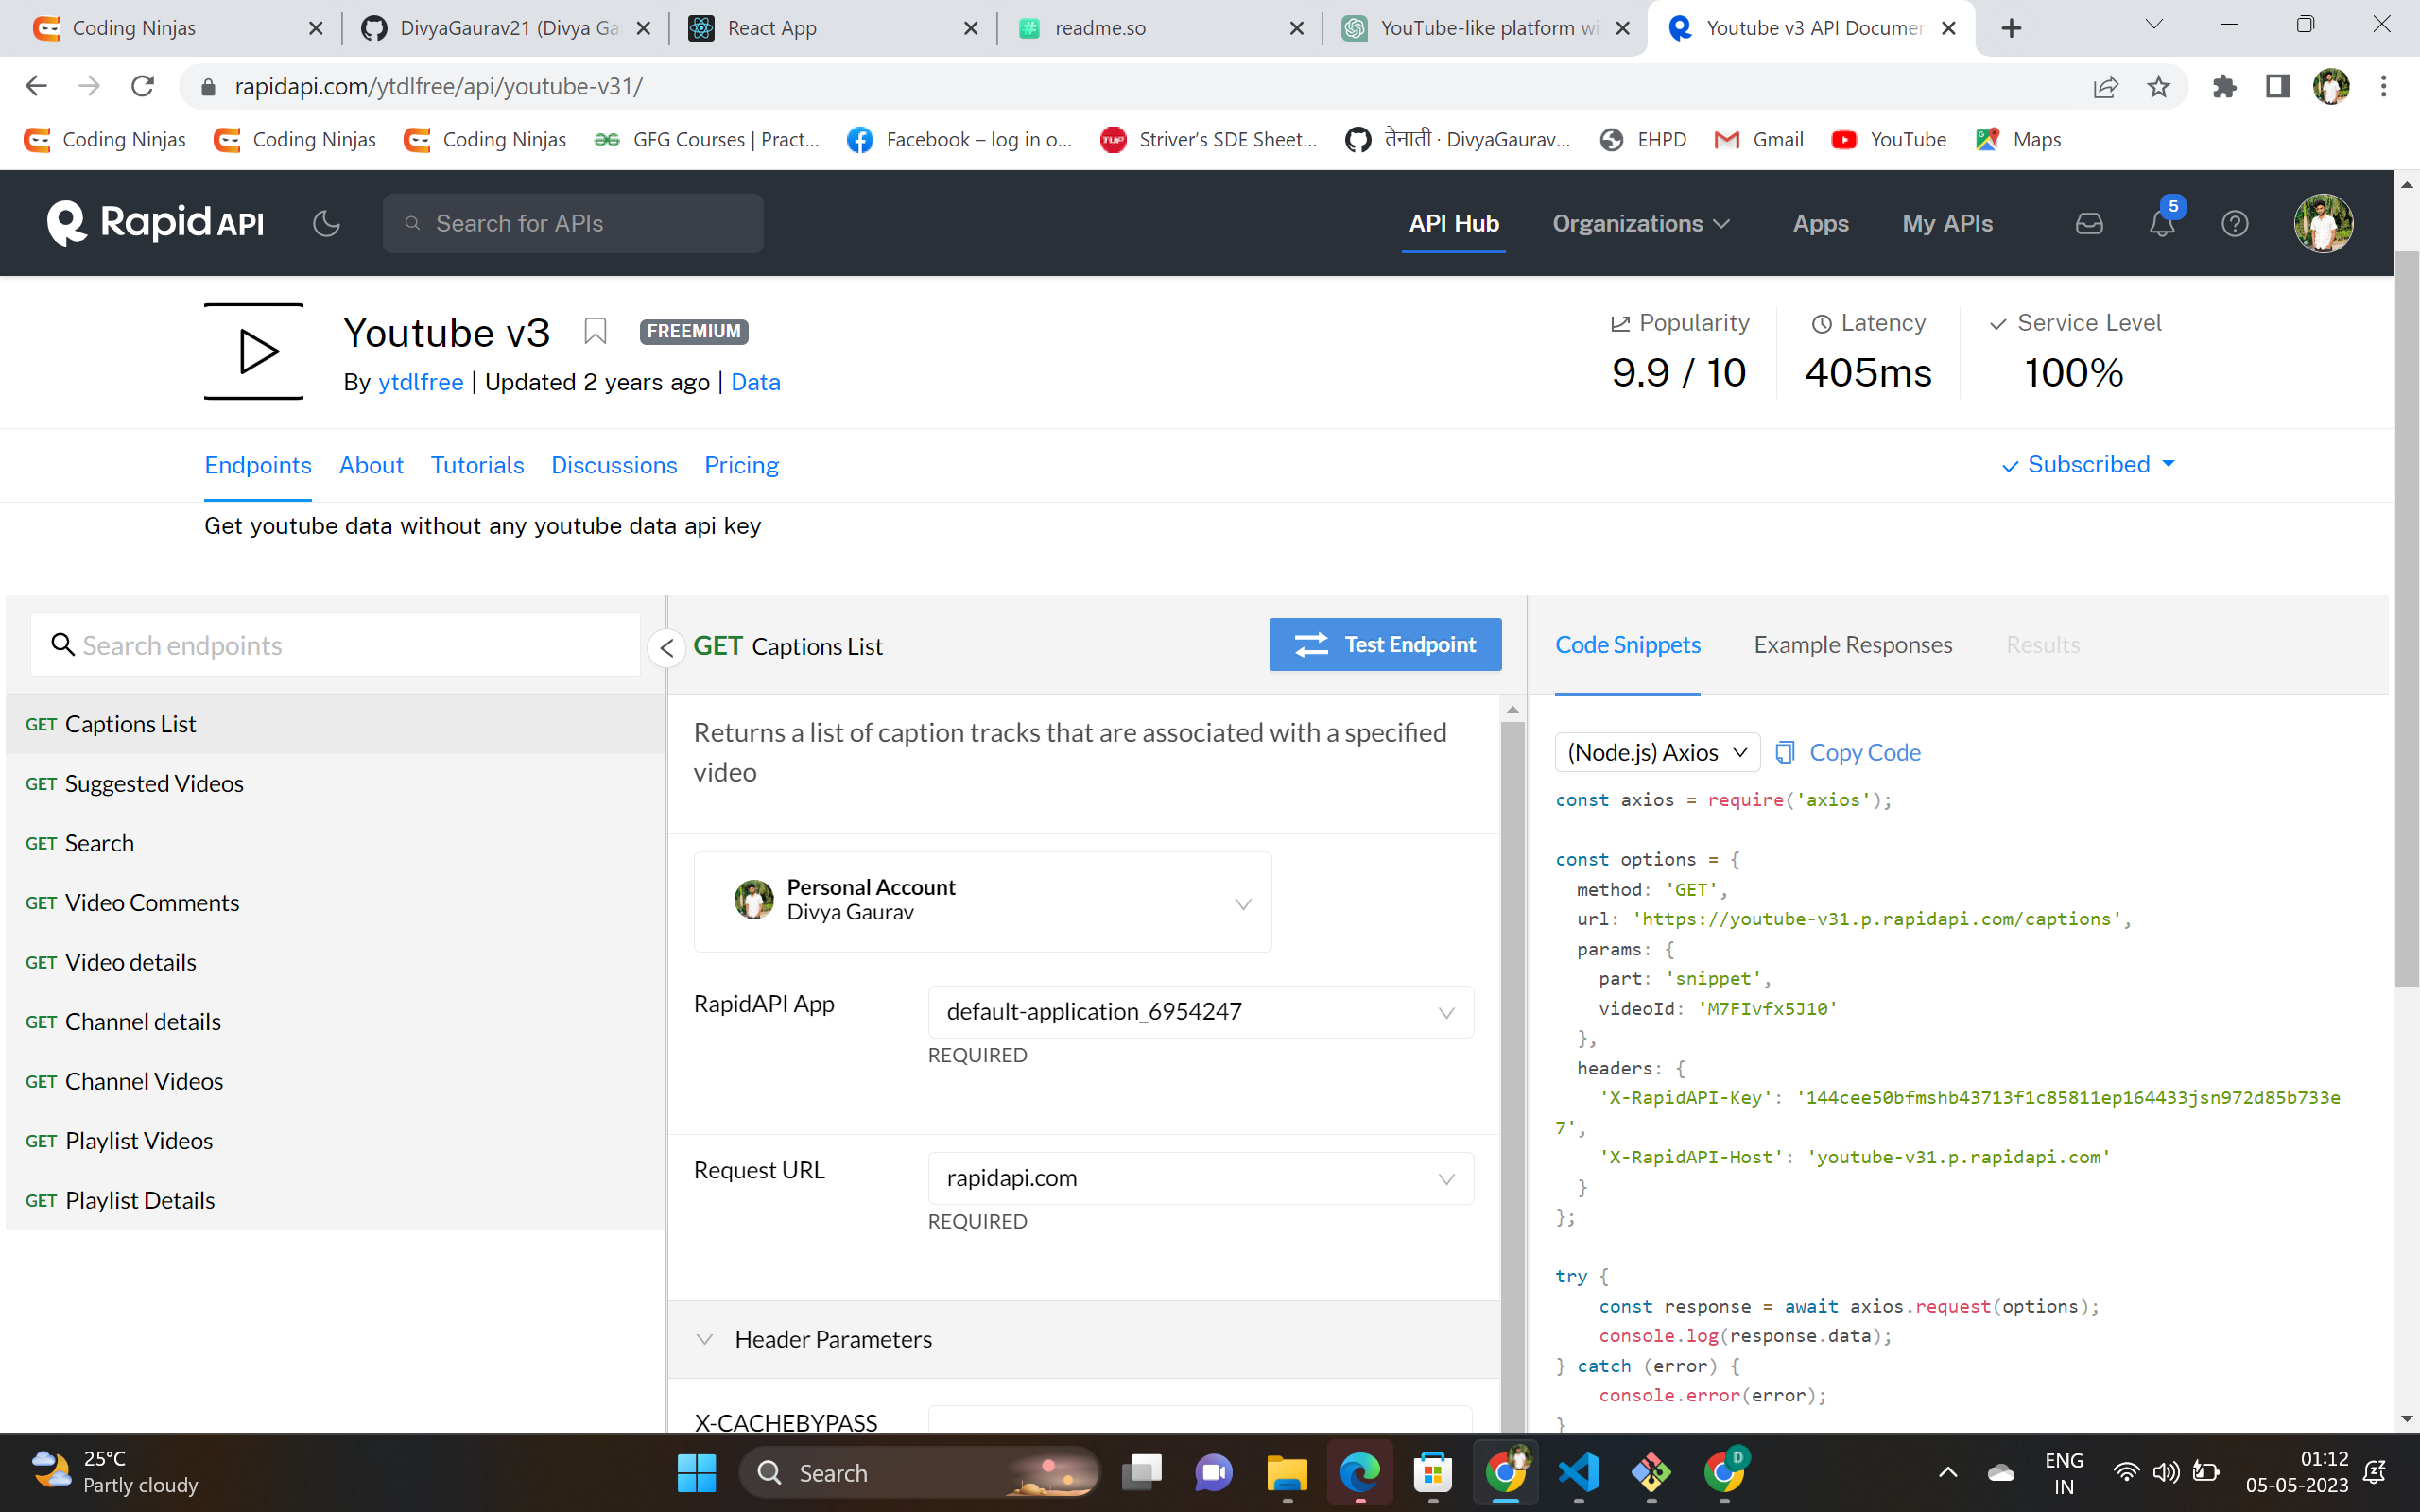 Coding Ninjas
DivyaGaurav21 (Divya Ga
React App
readme.so
YouTube-like platform wi
Youtube v3 API Documen
rapidapi.com/ytdlfree/api/youtube-v31/
Coding Ninjas
Coding Ninjas
Coding Ninjas
GFG Courses | Pract...
Facebook – log in o...
Striver's SDE Sheet...
तैनाती · DivyaGaurav...
EHPD
Gmail
YouTube
Maps
Rapid API
Search for APIs
API Hub
Organizations
Apps
My APIs
5
Youtube v3
FREEMIUM
By ytdlfree | Updated 2 years ago | Data
Popularity
9.9 / 10
Latency
405ms
Service Level
100%
Endpoints
About
Tutorials
Discussions
Pricing
Subscribed
Get youtube data without any youtube data api key
Search endpoints
GET Captions List
GET Suggested Videos
GET Search
GET Video Comments
GET Video details
GET Channel details
GET Channel Videos
GET Playlist Videos
GET Playlist Details
GET Captions List
Test Endpoint
Returns a list of caption tracks that are associated with a specified
video
Personal Account
Divya Gaurav
RapidAPI App
default-application_6954247
REQUIRED
Request URL
rapidapi.com
REQUIRED
Header Parameters
X-CACHEBYPASS
Code Snippets
Example Responses
Results
(Node.js) Axios
Copy Code
const axios = require('axios');
const options = {
method: 'GET',
url: 'https://youtube-v31.p.rapidapi.com/captions',
params: {
part: 'snippet',
videoId: 'M7FIvfx5J10'
},
headers: {
'X-RapidAPI-Key': '144cee50bfmshb43713f1c85811ep164433jsn972d85b733e
7',
'X-RapidAPI-Host': 'youtube-v31.p.rapidapi.com'
}
};
try {
const response = await axios.request(options);
console.log(response.data);
} catch (error) {
console.error(error);
}
25°C
Partly cloudy
Search
D
ENG
IN
01:12
05-05-2023